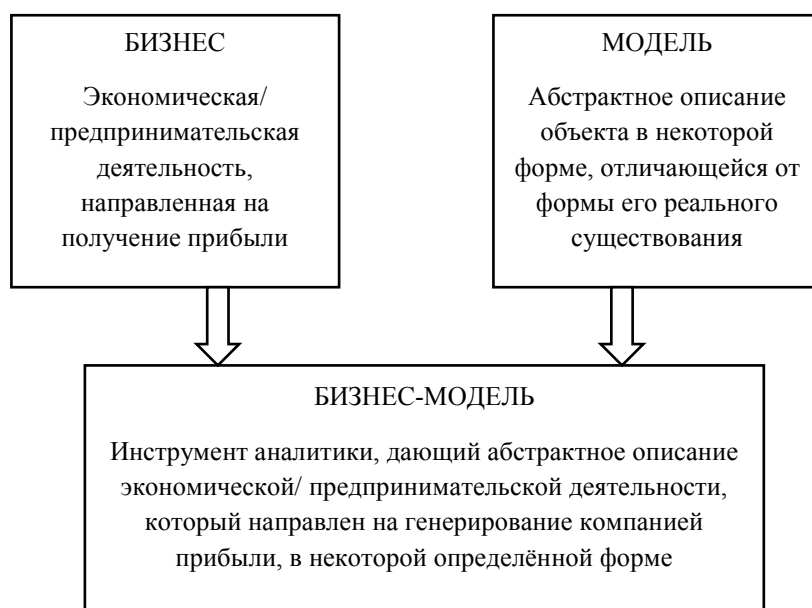 БИЗНЕС
Экономическая/
предпринимательская
деятельность,
направленная на
получение прибыли
МОДЕЛЬ
Абстрактное описание
объекта в некоторой
форме, отличающейся от
формы его реального
существования
БИЗНЕС-МОДЕЛЬ
Инструмент аналитики, дающий абстрактное описание
экономической/ предпринимательской деятельности,
который направлен на генерирование компанией
прибыли, в некоторой определённой форме